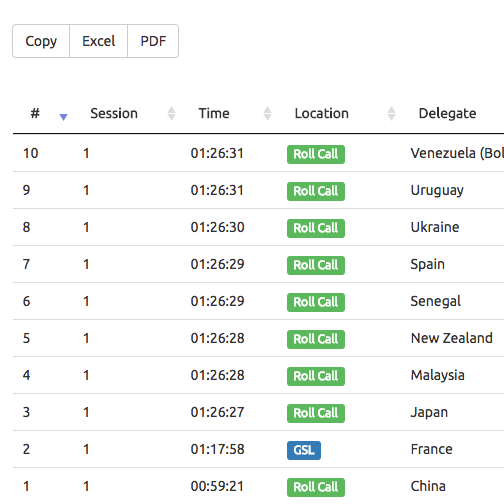 Copy Excel PDF
# Session Time Location Delegate
10 1 01:26:31 Roll Call Venezuela (Bol
9 1 01:26:31 Roll Call Uruguay
8 1 01:26:30 Roll Call Ukraine
7 1 01:26:29 Roll Call Spain
6 1 01:26:29 Roll Call Senegal
5 1 01:26:28 Roll Call New Zealand
4 1 01:26:28 Roll Call Malaysia
3 1 01:26:27 Roll Call Japan
2 1 01:17:58 GSL France
1 1 00:59:21 Roll Call China